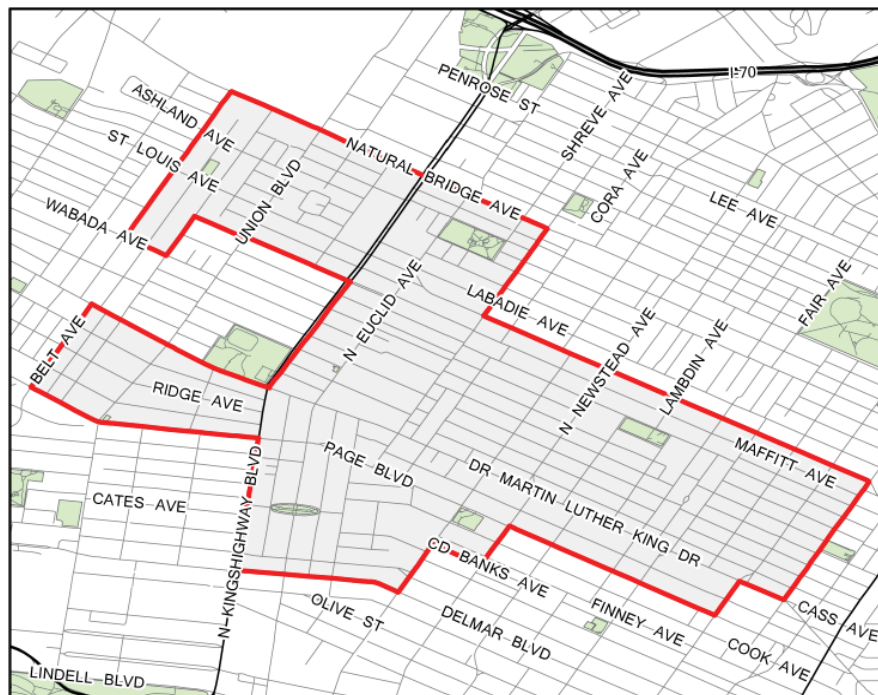 I-70
PENROSE ST
SHREVE AVE
ASHLAND AVE
NATURAL BRIDGE AVE
ST LOUIS AVE
UNION BLVD
CORA AVE
LEE AVE
WABADA AVE
FAIR AVE
N EUCLID AVE
LABADIE AVE
N NEWSTEAD AVE
LAMBDIN AVE
BELT AVE
RIDGE AVE
MAFFITT AVE
PAGE BLVD
DR MARTIN LUTHER KING DR
N KINGSHIGHWAY BLVD
CATES AVE
CD BANKS AVE
OLIVE ST
FINNEY AVE
CASS AVE
DELMAR BLVD
COOK AVE
LINDELL BLVD